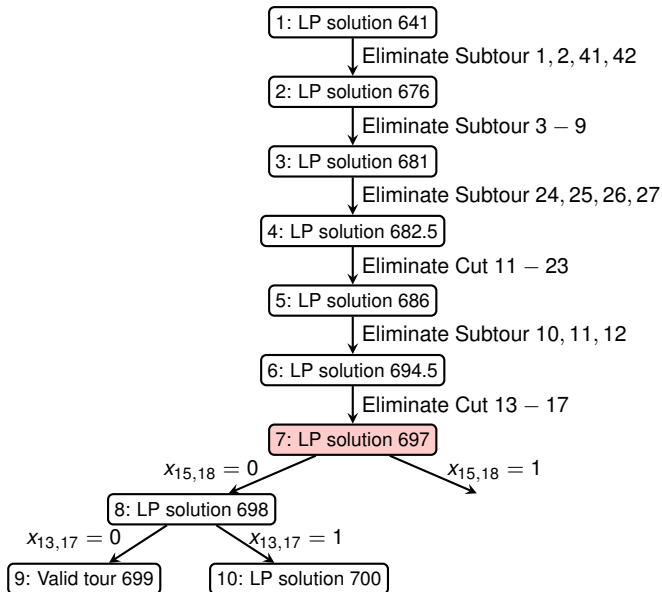 1: LP solution 641
Eliminate Subtour 1, 2, 41, 42
2: LP solution 676
Eliminate Subtour 3 − 9
3: LP solution 681
Eliminate Subtour 24, 25, 26, 27
4: LP solution 682.5
Eliminate Cut 11 − 23
5: LP solution 686
Eliminate Subtour 10, 11, 12
6: LP solution 694.5
Eliminate Cut 13 − 17
7: LP solution 697
x15,18 = 0
x15,18 = 1
8: LP solution 698
x13,17 = 0
x13,17 = 1
9: Valid tour 699
10: LP solution 700